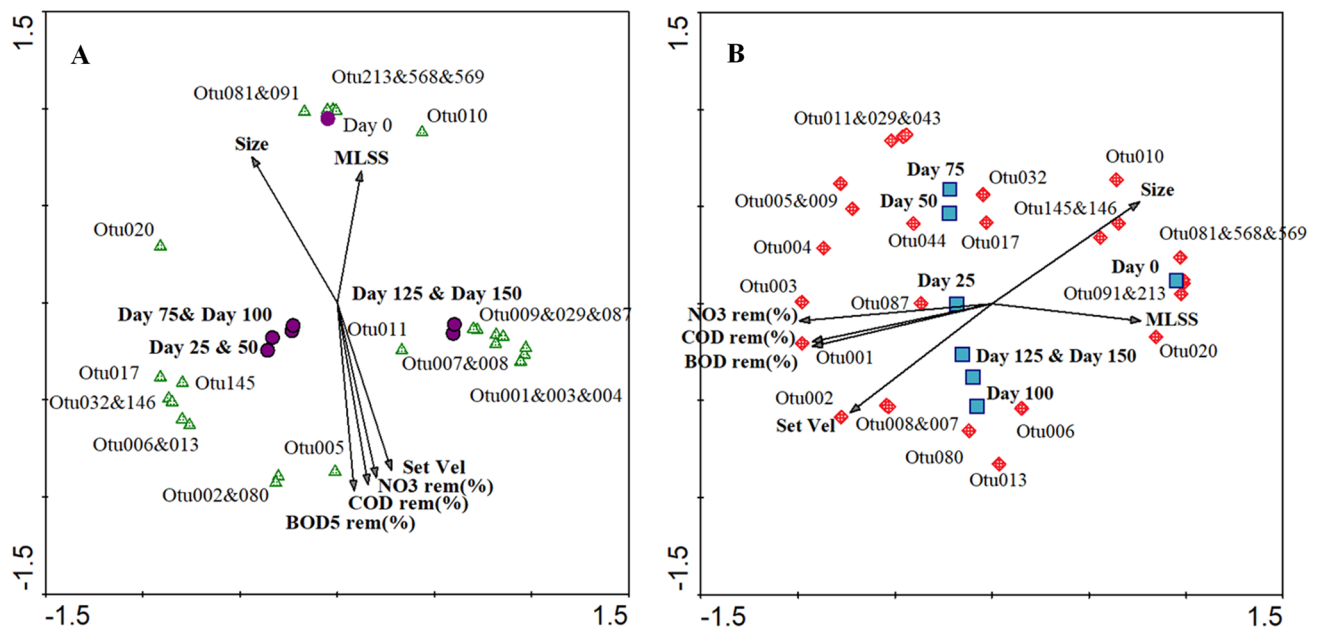 A
1.5
Otu213&568&569
Otu081&091
Otu010
Day 0
Size
MLSS
Otu020
Day 125 & Day 150
Day 75& Day 100
Otu009&029&087
Otu011
Day 25 & 50
Otu007&008
Otu017
Otu145
Otu001&003&004
Otu032&146
Otu006&013
Otu005
Set Vel
Otu002&080
NO3 rem(%)
COD rem(%)
BOD5 rem(%)
-1.5
-1.5
1.5
B
1.5
Otu011&029&043
Otu010
Day 75
Otu032
Size
Otu005&009
Day 50
Otu145&146
Otu044
Otu017
Otu081&568&569
Otu004
Day 0
Day 25
Otu003
Otu087
Otu091&213
NO3 rem(%)
MLSS
COD rem(%)
Otu020
BOD rem(%)
Otu001
Day 125 & Day 150
Day 100
Otu002
Set Vel
Otu008&007
Otu006
Otu080
Otu013
-1.5
-1.5
1.5